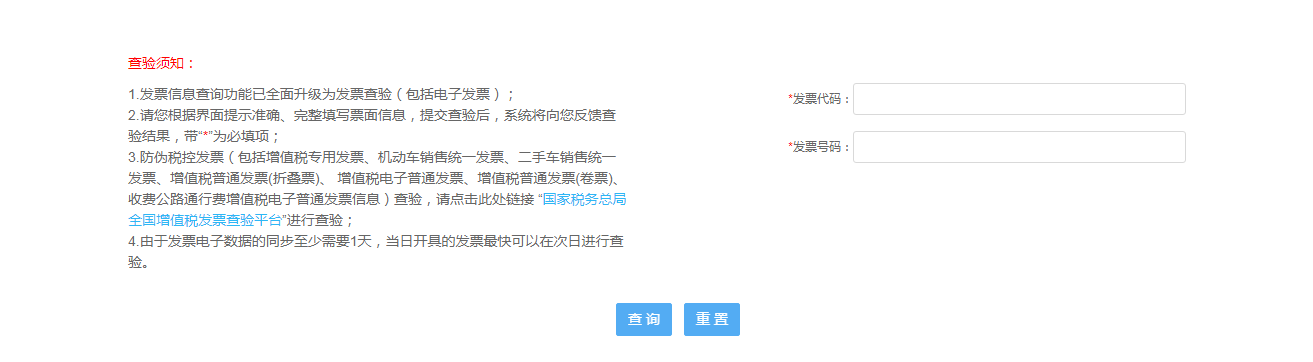 查验须知：
1.发票信息查询功能已全面升级为发票查验（包括电子发票）；
2.请您根据界面提示准确、完整填写票面信息，提交查验后，系统将向您反馈查
验结果，带“*”为必填项；
3.防伪税控发票（包括增值税专用发票、机动车销售统一发票、二手车销售统一
发票、增值税普通发票(折叠票)、 增值税电子普通发票、增值税普通发票(卷票)、
收费公路通行费增值税电子普通发票信息）查验，请点击此处链接 “国家税务总局
全国增值税发票查验平台”进行查验；
4.由于发票电子数据的同步至少需要1天，当日开具的发票最快可以在次日进行查
验。
*发票代码：
*发票号码：
查询 重置